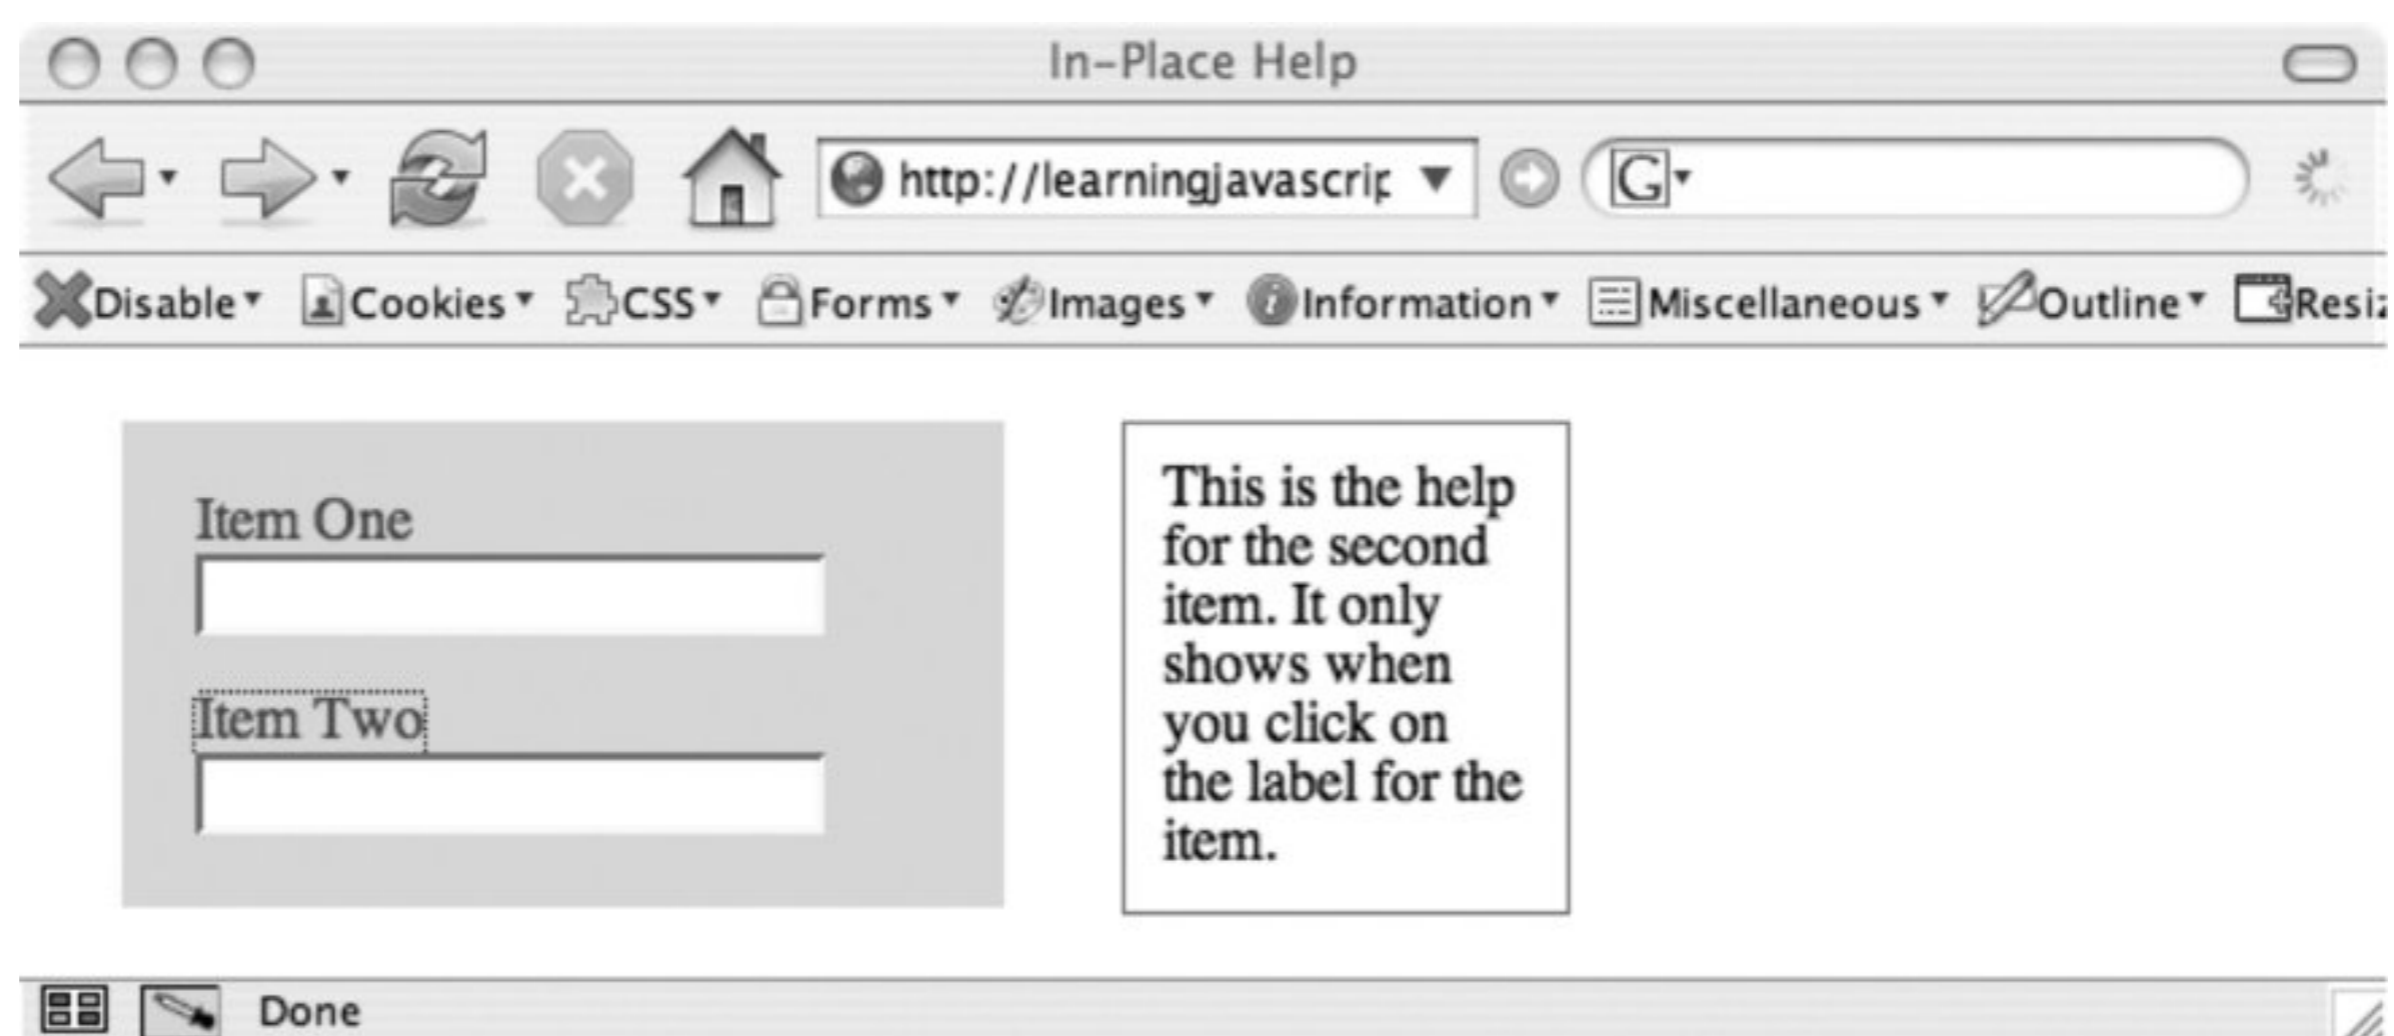 In-Place Help
http://learningjavascrip
G
Disable Cookies CSS Forms Images Information Miscellaneous Outline Resiz
Item One
Item Two
This is the help
for the second
item. It only
shows when
you click on
the label for the
item.
Done